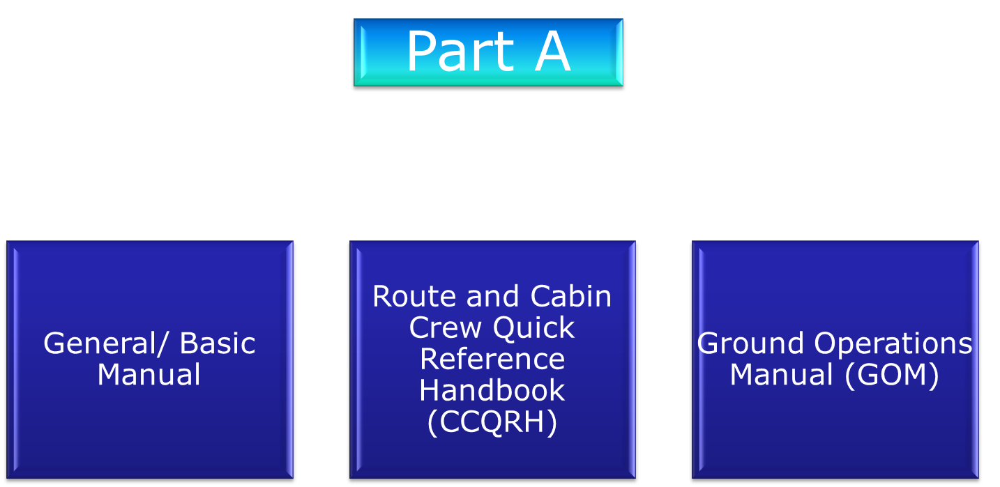 Part A
General/ Basic
Manual
Route and Cabin
Crew Quick
Reference
Handbook
(CCQRH)
Ground Operations
Manual (GOM)